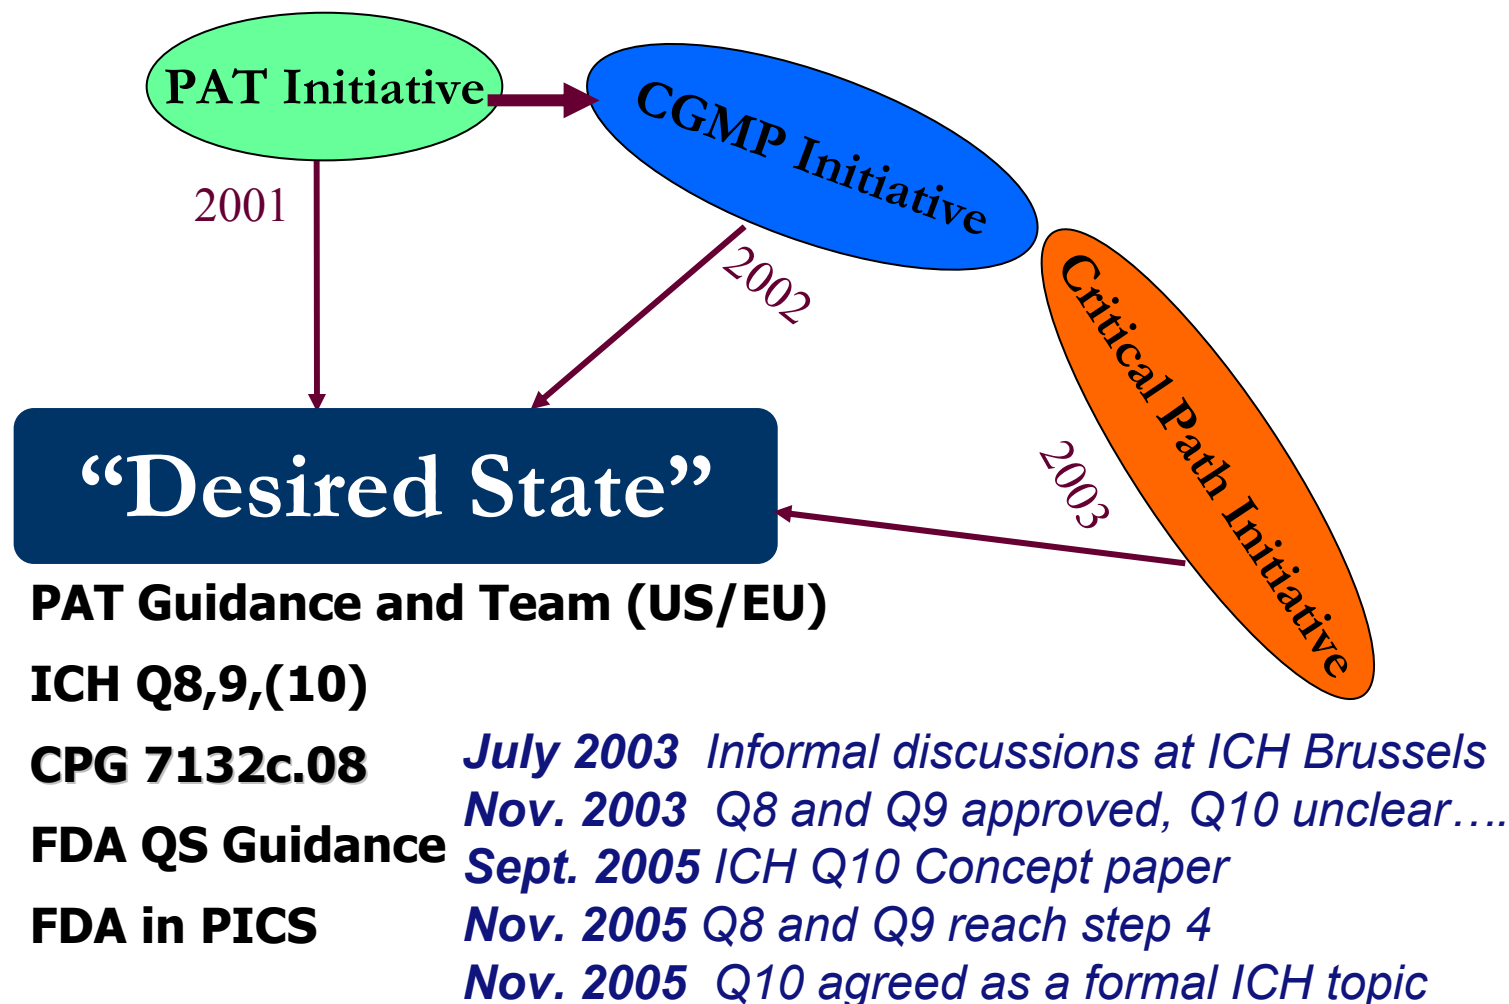 PAT Initiative
CGMP Initiative
2001
2002
Critical Path Initiative
2003
“Desired State”
PAT Guidance and Team (US/EU)
ICH Q8,9,(10)
CPG 7132c.08
FDA QS Guidance
FDA in PICS
July 2003 Informal discussions at ICH Brussels
Nov. 2003 Q8 and Q9 approved, Q10 unclear….
Sept. 2005 ICH Q10 Concept paper
Nov. 2005 Q8 and Q9 reach step 4
Nov. 2005 Q10 agreed as a formal ICH topic